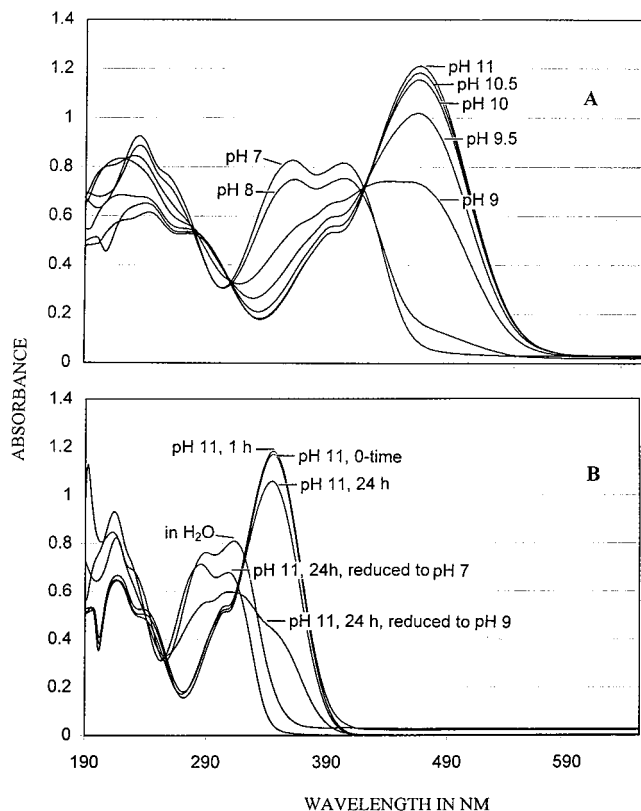 1.4
1.2
1
0.8
0.6
0.4
0.2
0
pH 11
pH 10.5
pH 10
A
pH 9.5
pH 7
pH 8
pH 9
ABSORBANCE
1.4
1.2
1
0.8
0.6
0.4
0.2
0
pH 11, 1 h
pH 11, 0-time
B
pH 11, 24 h
in H₂O
pH 11, 24h, reduced to pH 7
pH 11, 24 h, reduced to pH 9
190 290 390 490 590
WAVELENGTH IN NM